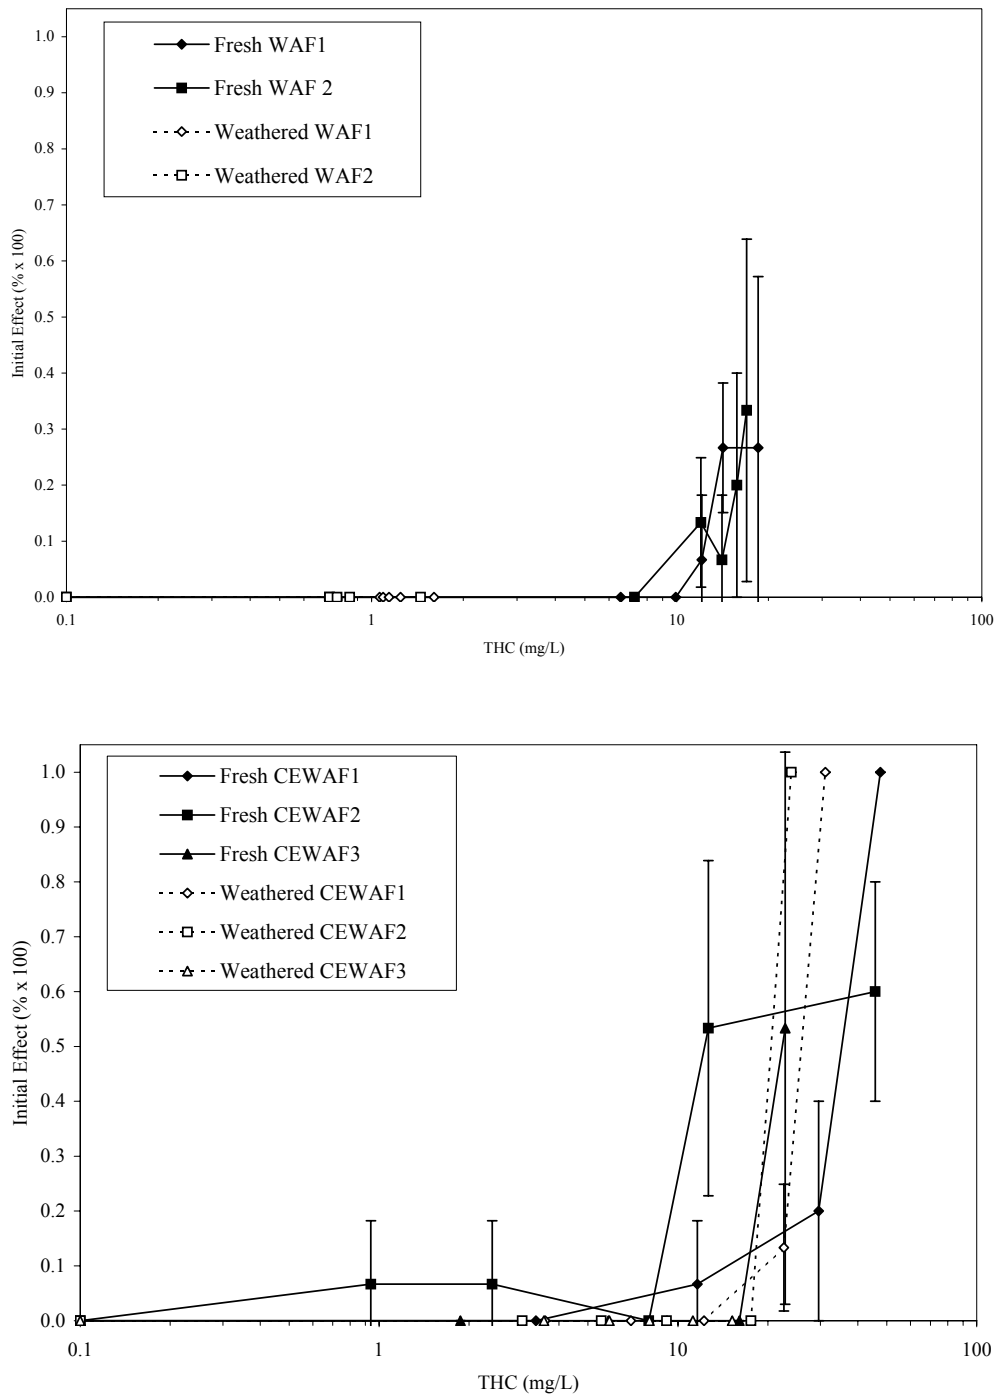 1.0
0.9
0.8
0.7
0.6
0.5
0.4
0.3
0.2
0.1
0.0
Initial Effect (% x 100)
Fresh WAF1
Fresh WAF 2
Weathered WAF1
Weathered WAF2
0.1 1 10 100
THC (mg/L)
1.0
0.9
0.8
0.7
0.6
0.5
0.4
0.3
0.2
0.1
0.0
Initial Effect (% x 100)
Fresh CEWAF1
Fresh CEWAF2
Fresh CEWAF3
Weathered CEWAF1
Weathered CEWAF2
Weathered CEWAF3
0.1 1 10 100
THC (mg/L)